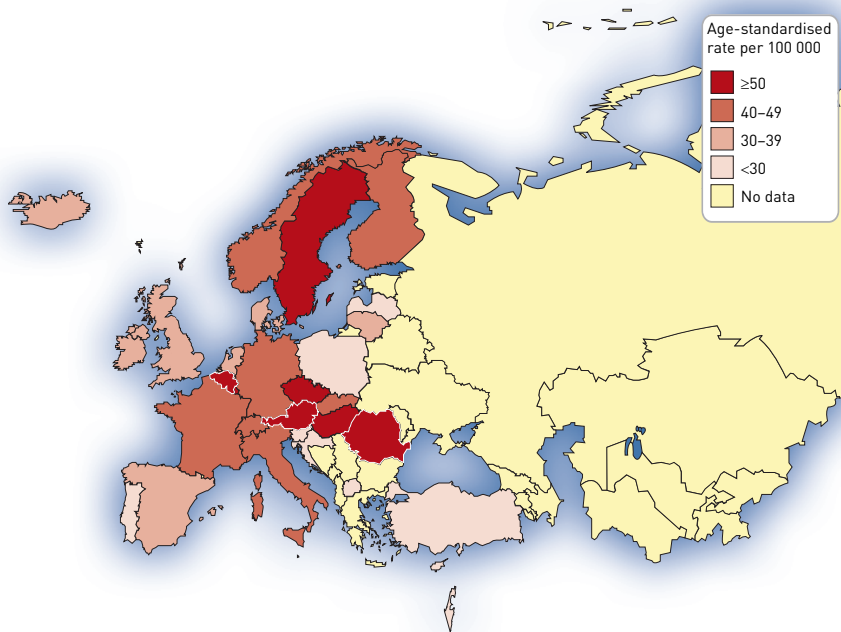 Age-standardised
rate per 100 000
≥50
40–49
30–39
<30
No data